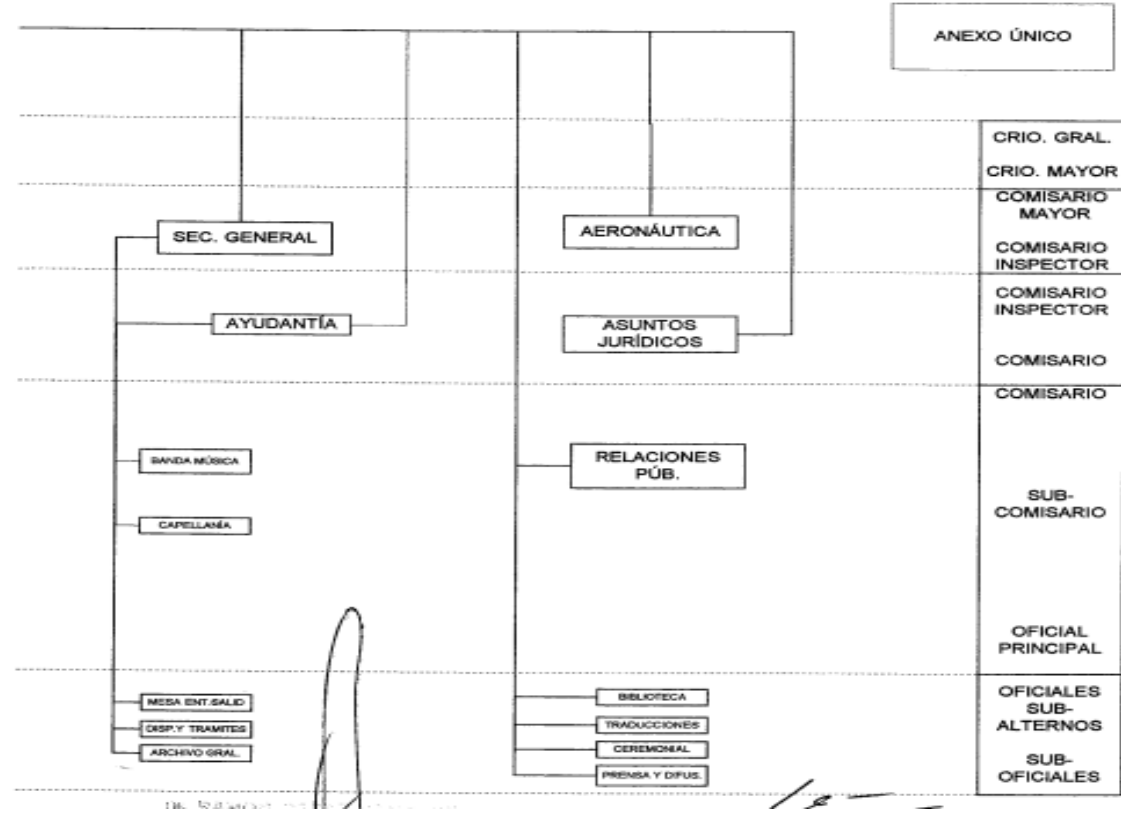 ANEXO ÚNICO
CRIO. GRAL.
CRIO. MAYOR
COMISARIO
MAYOR
SEC. GENERAL
AERONÁUTICA
COMISARIO
INSPECTOR
COMISARIO
INSPECTOR
AYUDANTÍA
ASUNTOS
JURÍDICOS
COMISARIO
COMISARIO
BANDA MÚSICA
RELACIONES
PÚB.
SUB-
COMISARIO
CAPELLANÍA
OFICIAL
PRINCIPAL
OFICIALES
SUB-
ALTERNOS
MESA ENT.SALID
BIBLIOTECA
DISP.Y TRAMITES
TRADUCCIONES
ARCHIVO GRAL.
CEREMONIAL
SUB-
OFICIALES
PRENSA Y DIFUS.